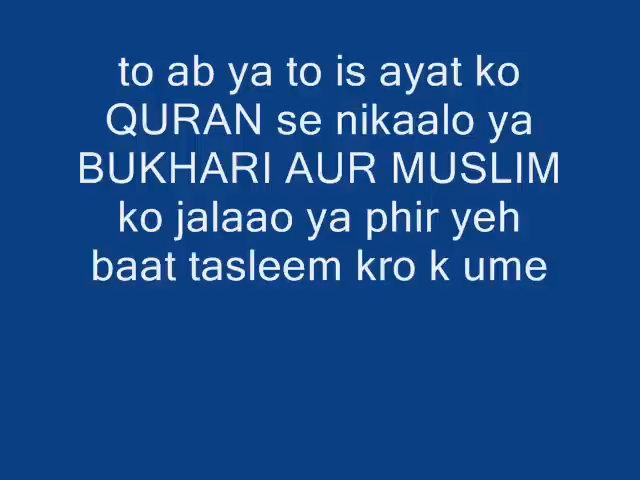 to ab ya to is ayat ko
QURAN se nikaalo ya
BUKHARI AUR MUSLIM
ko jalaao ya phir yeh
baat tasleem kro k ume